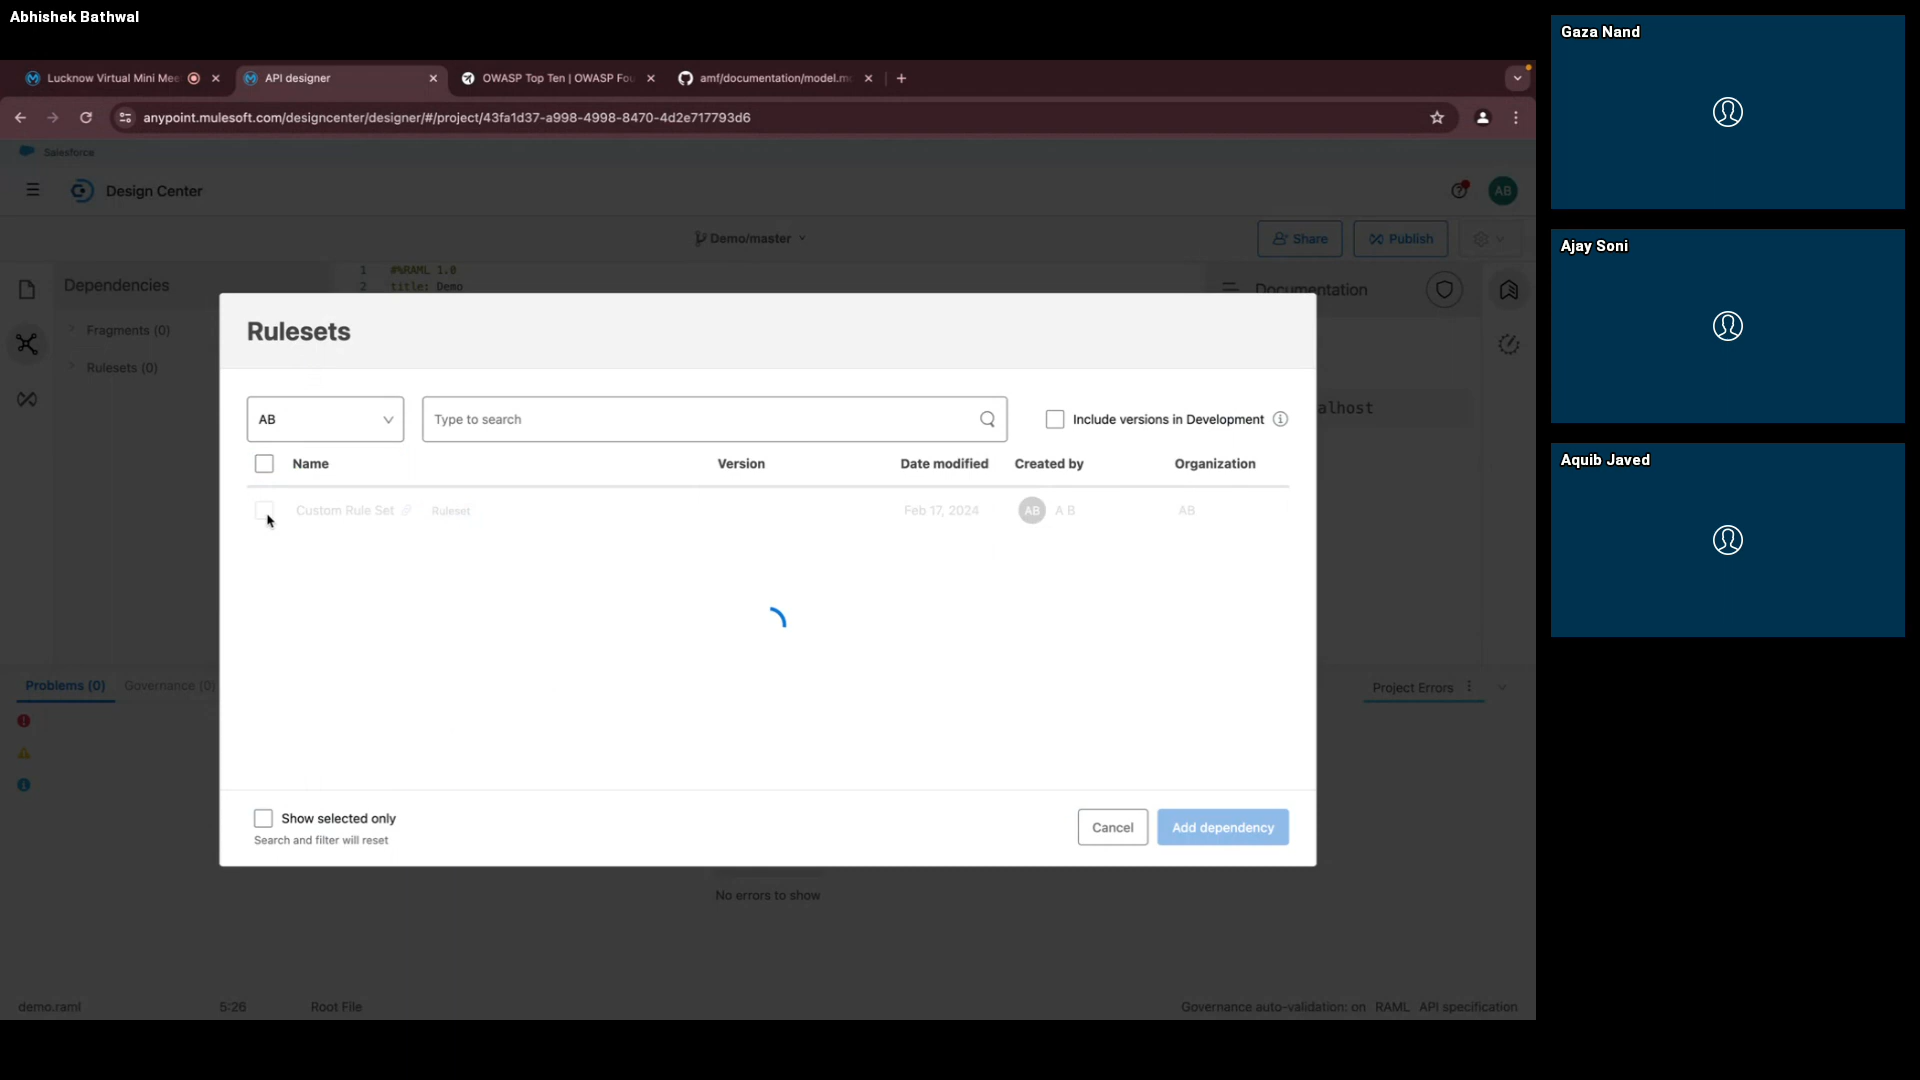 Abhishek Bathwal
Lucknow Virtual Mini Mee
API designer
OWASP Top Ten | OWASP Fou
amf/documentation/model.m
anypoint.mulesoft.com/designcenter/designer/#/project/43fa1d37-a998-4998-8470-4d2e717793d6
Salesforce
Design Center
AB
Demo/master
Share
Publish
Dependencies
1 #%RAML 1.0
2 title: Demo
Documentation
Fragments (0)
Rulesets (0)
alhost
Rulesets
AB
Type to search
Include versions in Development
Name Version Date modified Created by Organization
Custom Rule Set Ruleset Feb 17, 2024 AB A B AB
Show selected only
Search and filter will reset
Cancel
Add dependency
Problems (0) Governance (0)
Project Errors
No errors to show
demo.raml 5:26 Root File
Governance auto-validation: on RAML API specification
Gaza Nand
Ajay Soni
Aquib Javed